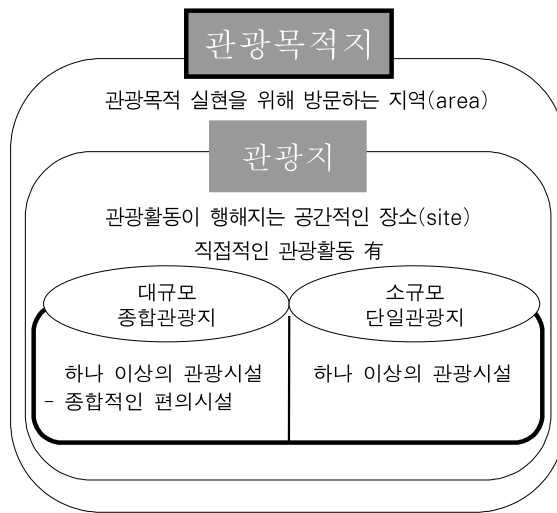 관광목적지
관광목적 실현을 위해 방문하는 지역(area)
관광지
관광활동이 행해지는 공간적인 장소(site)
직접적인 관광활동 有
대규모
종합관광지
소규모
단일관광지
하나 이상의 관광시설
- 종합적인 편의시설
하나 이상의 관광시설